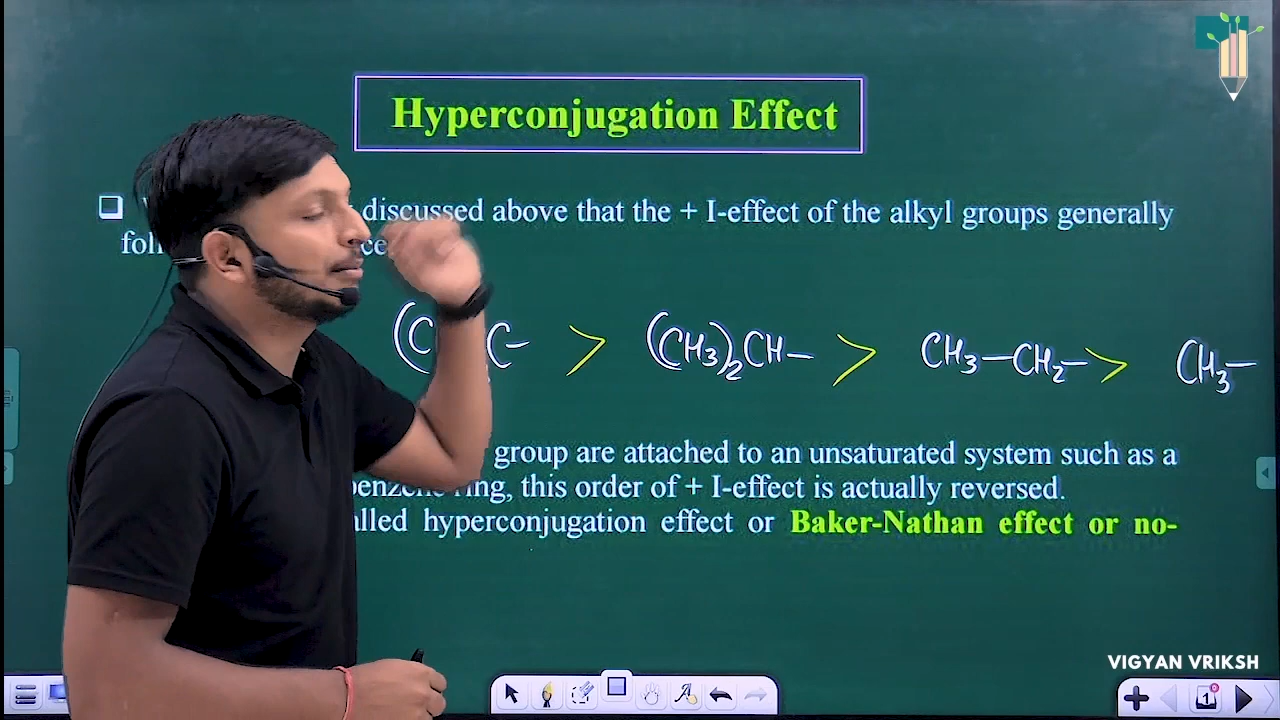 Hyperconjugation Effect
discussed above that the + I-effect of the alkyl groups generally
(C C- > (CH3)2CH- > CH3-CH2- > CH3-
group are attached to an unsaturated system such as a
benzene ring, this order of + I-effect is actually reversed.
hyperconjugation effect or Baker-Nathan effect or no-
VIGYAN VRIKSH
1